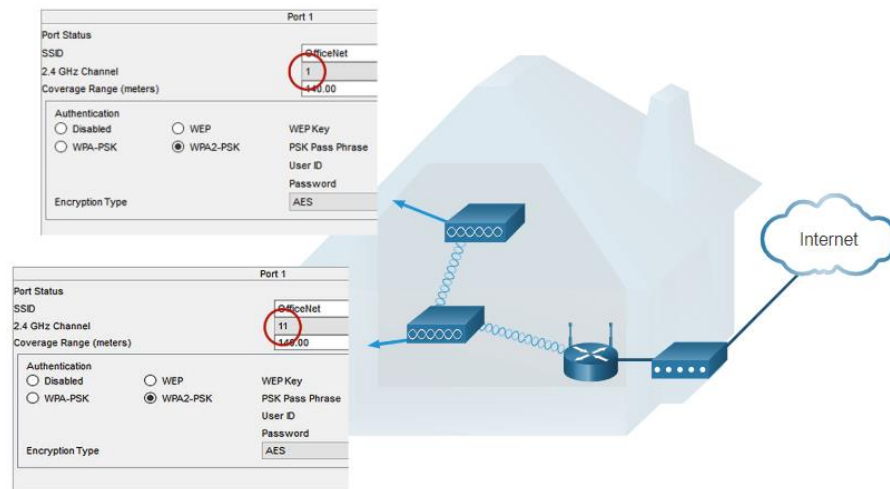 Port 1
Port Status
SSID OfficeNet
2.4 GHz Channel 1
Coverage Range (meters) 140.00
Authentication
Disabled WEP WEP Key
WPA-PSK WPA2-PSK PSK Pass Phrase
User ID
Password
Encryption Type AES
Internet
Port 1
Port Status
SSID OfficeNet
2.4 GHz Channel 11
Coverage Range (meters) 140.00
Authentication
Disabled WEP WEP Key
WPA-PSK WPA2-PSK PSK Pass Phrase
User ID
Password
Encryption Type AES